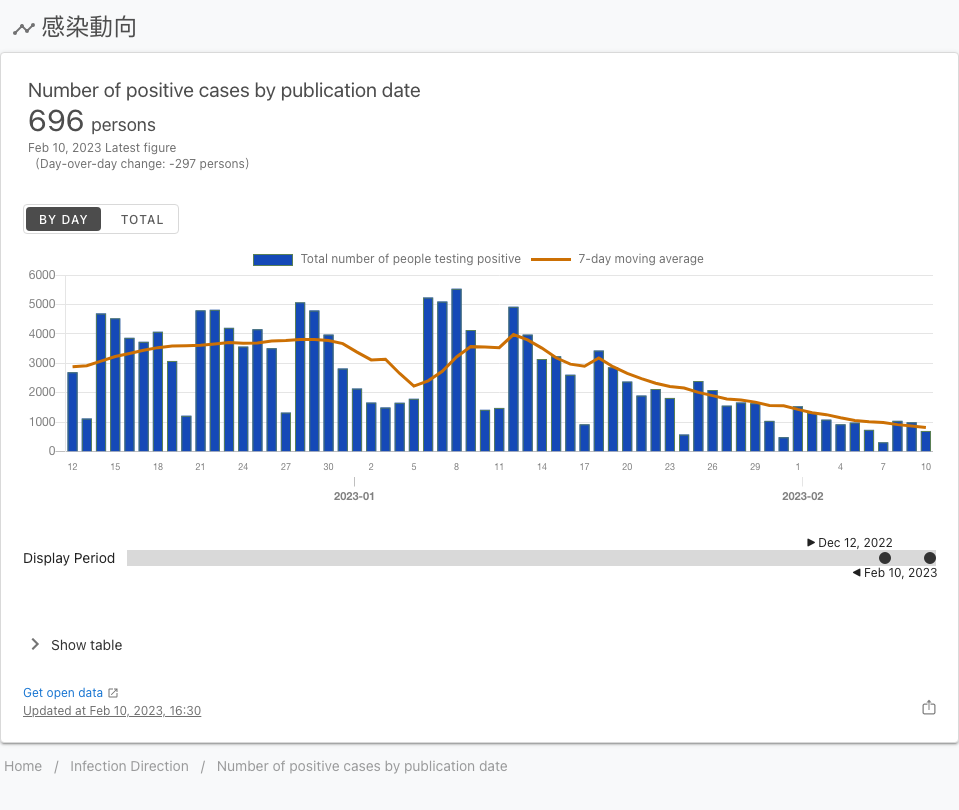 感染動向
Number of positive cases by publication date
696 persons
Feb 10, 2023 Latest figure
(Day-over-day change: -297 persons)
BY DAY TOTAL
Total number of people testing positive 7-day moving average
6000
5000
4000
3000
2000
1000
0
12 15 18 21 24 27 30 2 5 8 11 14 17 20 23 26 29 1 4 7 10
2023-01 2023-02
Dec 12, 2022
Display Period
Feb 10, 2023
Show table
Get open data
Updated at Feb 10, 2023, 16:30
Home / Infection Direction / Number of positive cases by publication date